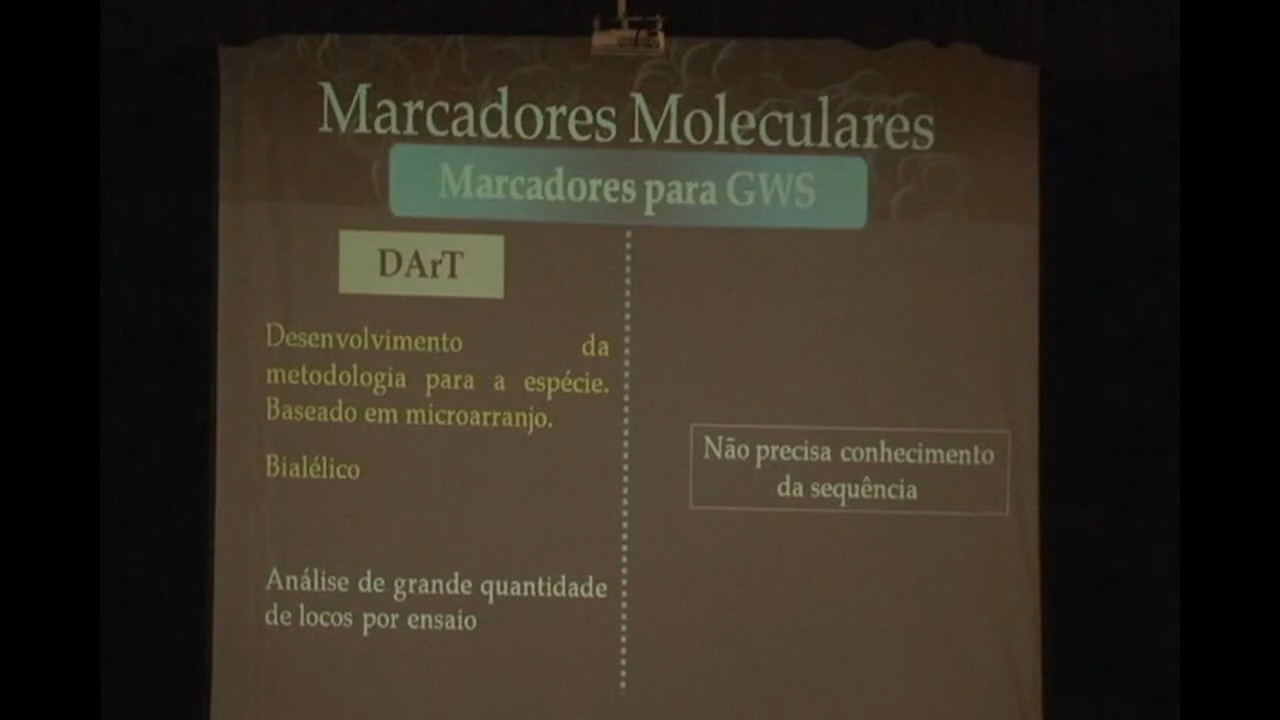 Marcadores Moleculares
Marcadores para GWS
DArT
Desenvolvimento da
metodologia para a espécie.
Baseado em microarranjo.
Bialélico
Análise de grande quantidade
de locos por ensaio
Não precisa conhecimento
da sequência